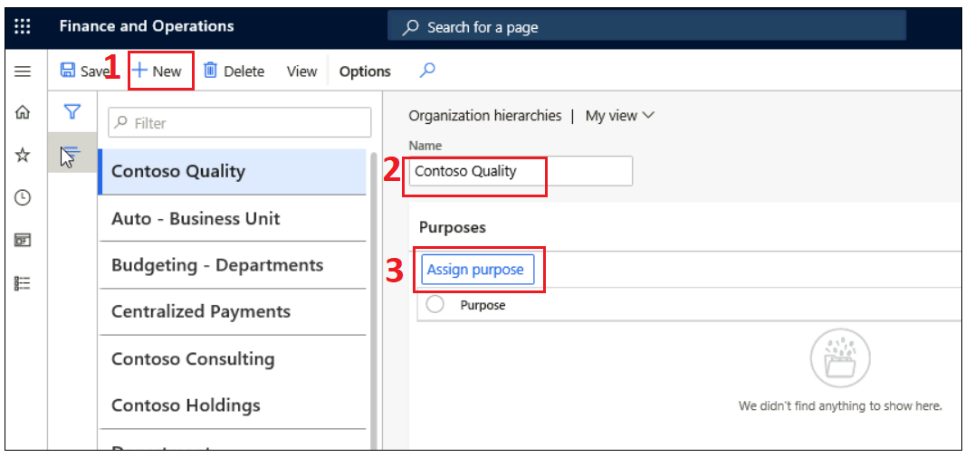 Finance and Operations
Search for a page
1
Save
New
Delete
View
Options
Filter
Contoso Quality
Auto - Business Unit
Budgeting - Departments
Centralized Payments
Contoso Consulting
Contoso Holdings
Organization hierarchies | My view
Name
2
Contoso Quality
Purposes
3
Assign purpose
Purpose
We didn't find anything to show here.